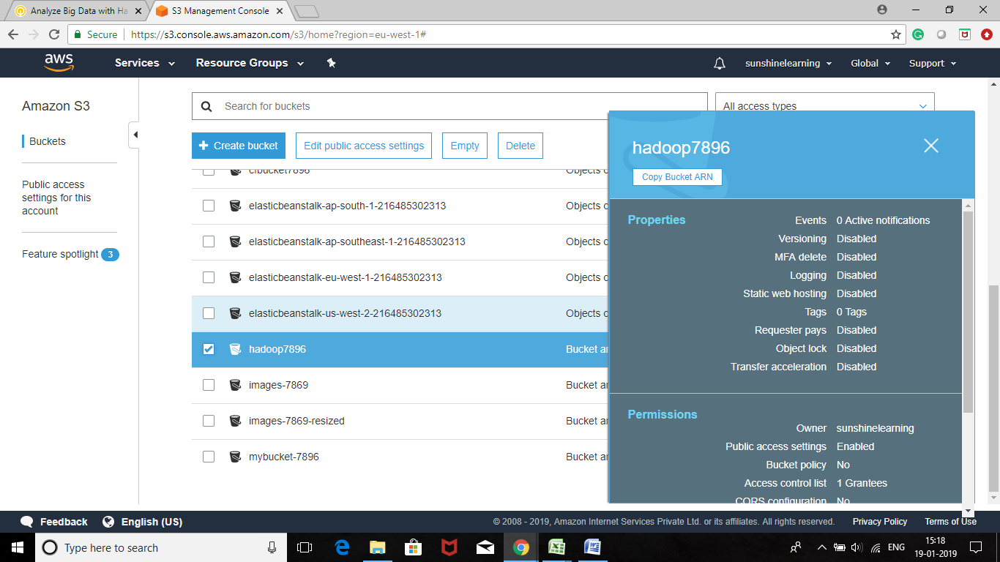 Analyze Big Data with Ha
S3 Management Console
Secure
https://s3.console.aws.amazon.com/s3/home?region=eu-west-1#
aws
Services
Resource Groups
sunshinelearning
Global
Support
Amazon S3
Buckets
Public access
settings for this
account
Feature spotlight 3
Search for buckets
All access types
Create bucket
Edit public access settings
Empty
Delete
crbucket7896
Objects c
elasticbeanstalk-ap-south-1-216485302313
Objects c
elasticbeanstalk-ap-southeast-1-216485302313
Objects c
elasticbeanstalk-eu-west-1-216485302313
Objects c
elasticbeanstalk-us-west-2-216485302313
Objects c
hadoop7896
Bucket ar
images-7869
Bucket ar
images-7869-resized
Bucket ar
mybucket-7896
Bucket ar
hadoop7896
Copy Bucket ARN
Properties
Events 0 Active notifications
Versioning Disabled
MFA delete Disabled
Logging Disabled
Static web hosting Disabled
Tags 0 Tags
Requester pays Disabled
Object lock Disabled
Transfer acceleration Disabled
Permissions
Owner sunshinelearning
Public access settings Enabled
Bucket policy No
Access control list 1 Grantees
CORS configuration No
Feedback
English (US)
© 2008 - 2019, Amazon Internet Services Private Ltd. or its affiliates. All rights reserved.
Privacy Policy
Terms of Use
Type here to search
ENG
15:18
19-01-2019